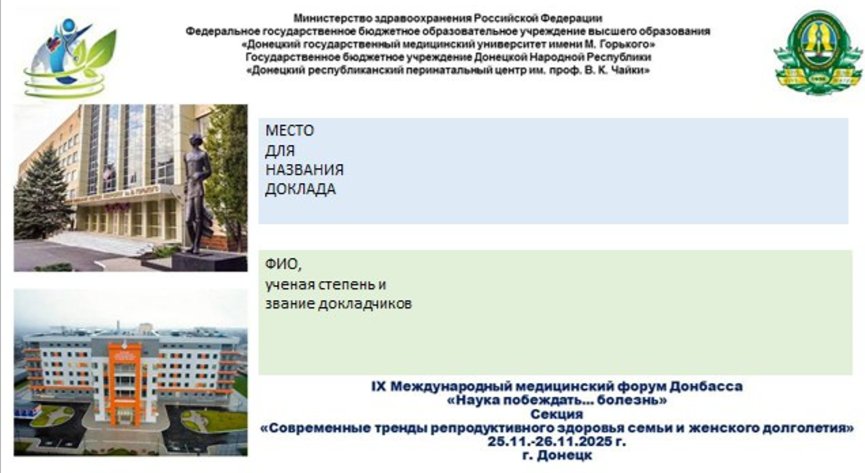 Министерство здравоохранения Российской Федерации
Федеральное государственное бюджетное образовательное учреждение высшего образования
«Донецкий государственный медицинский университет имени М. Горького»
Государственное бюджетное учреждение Донецкой Народной Республики
«Донецкий республиканский перинатальный центр им. проф. В. К. Чайки»
МЕСТО
ДЛЯ
НАЗВАНИЯ
ДОКЛАДА
ФИО,
ученая степень и
звание докладчиков
IX Международный медицинский форум Донбасса
«Наука побеждать... болезнь»
Секция
«Современные тренды репродуктивного здоровья семьи и женского долголетия»
25.11.-26.11.2025 г.
г. Донецк